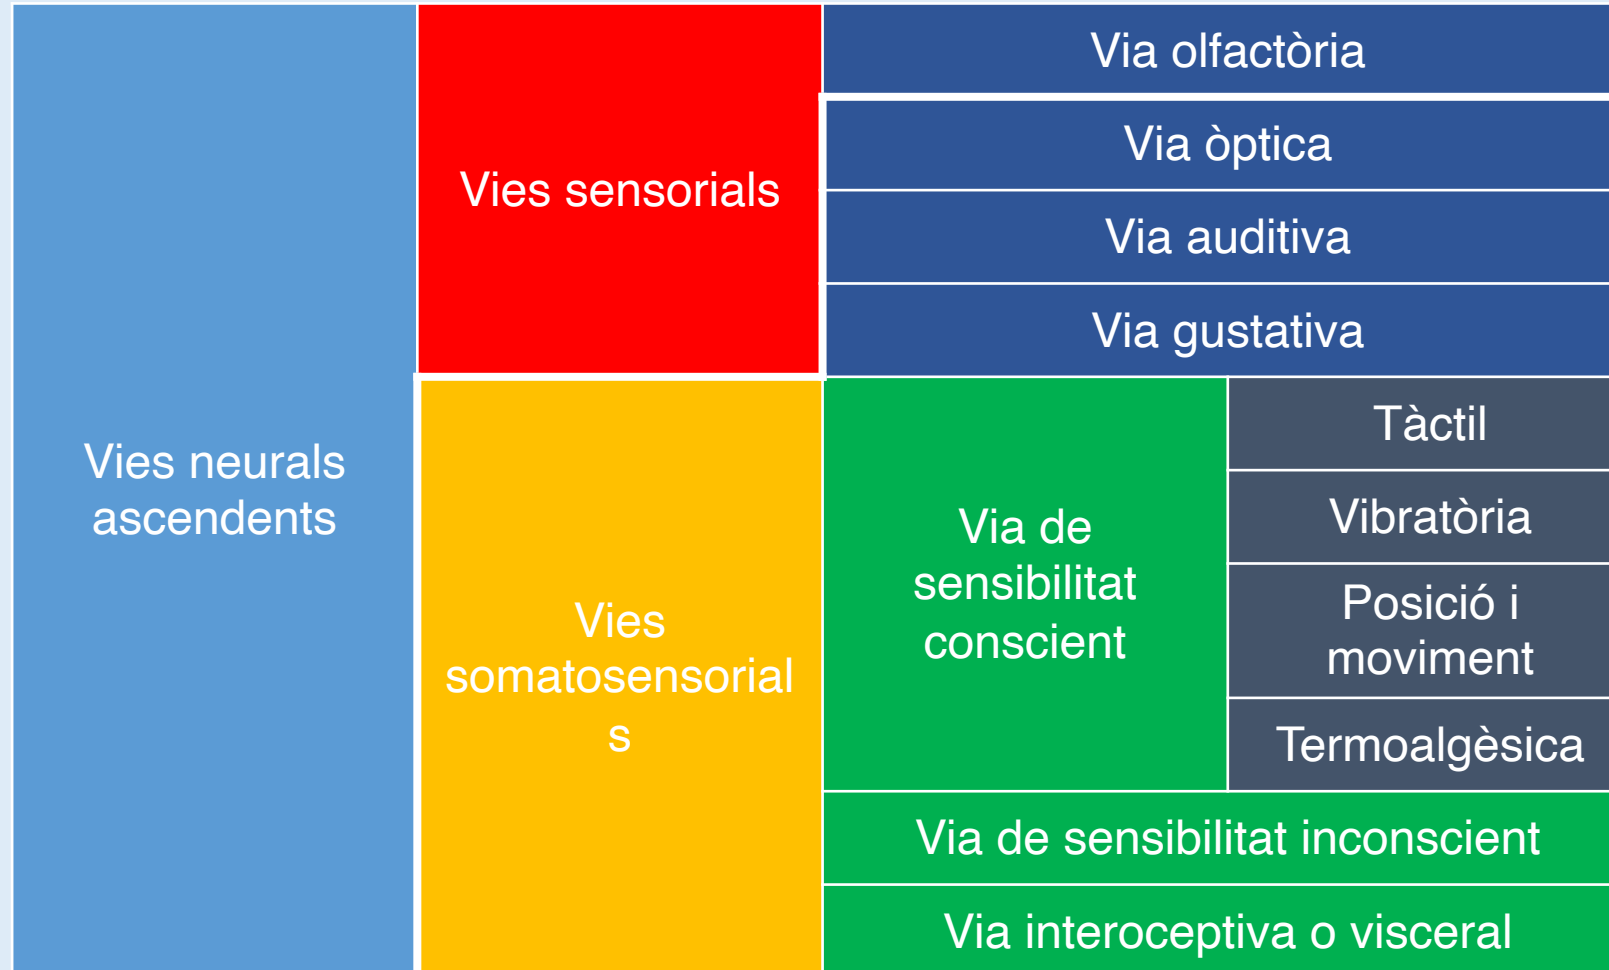 Vies neurals
ascendents
Vies sensorials
Via olfactòria
Via òptica
Via auditiva
Via gustativa
Vies
somatosensorial
s
Via de
sensibilitat
conscient
Tàctil
Vibratòria
Posició i
moviment
Termoalgèsica
Via de sensibilitat inconscient
Via interoceptiva o visceral